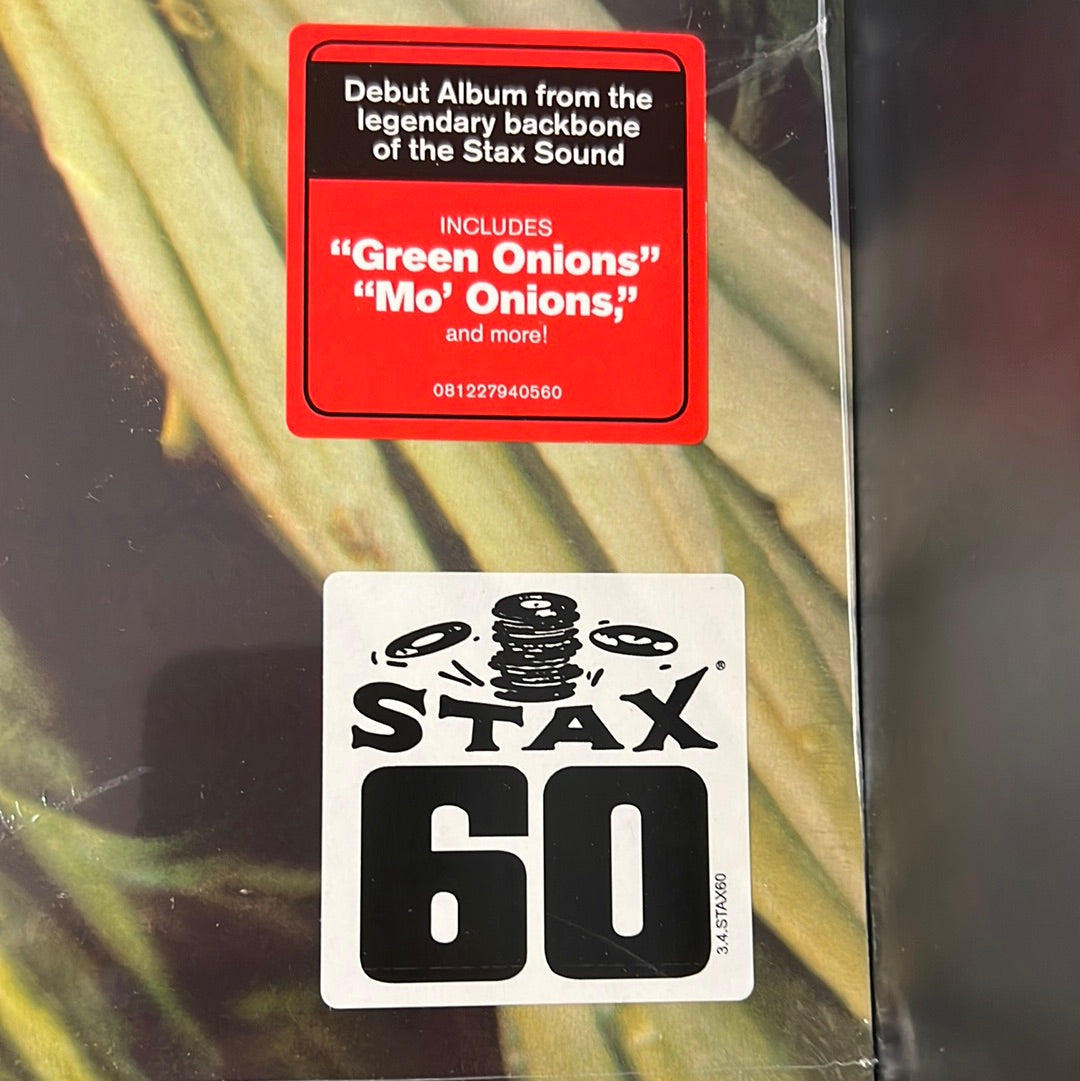 Debut Album from the
legendary backbone
of the Stax Sound
INCLUDES
“Green Onions”
“Mo’ Onions,”
and more!
081227940560
STAX®
60
3.4.STAX60